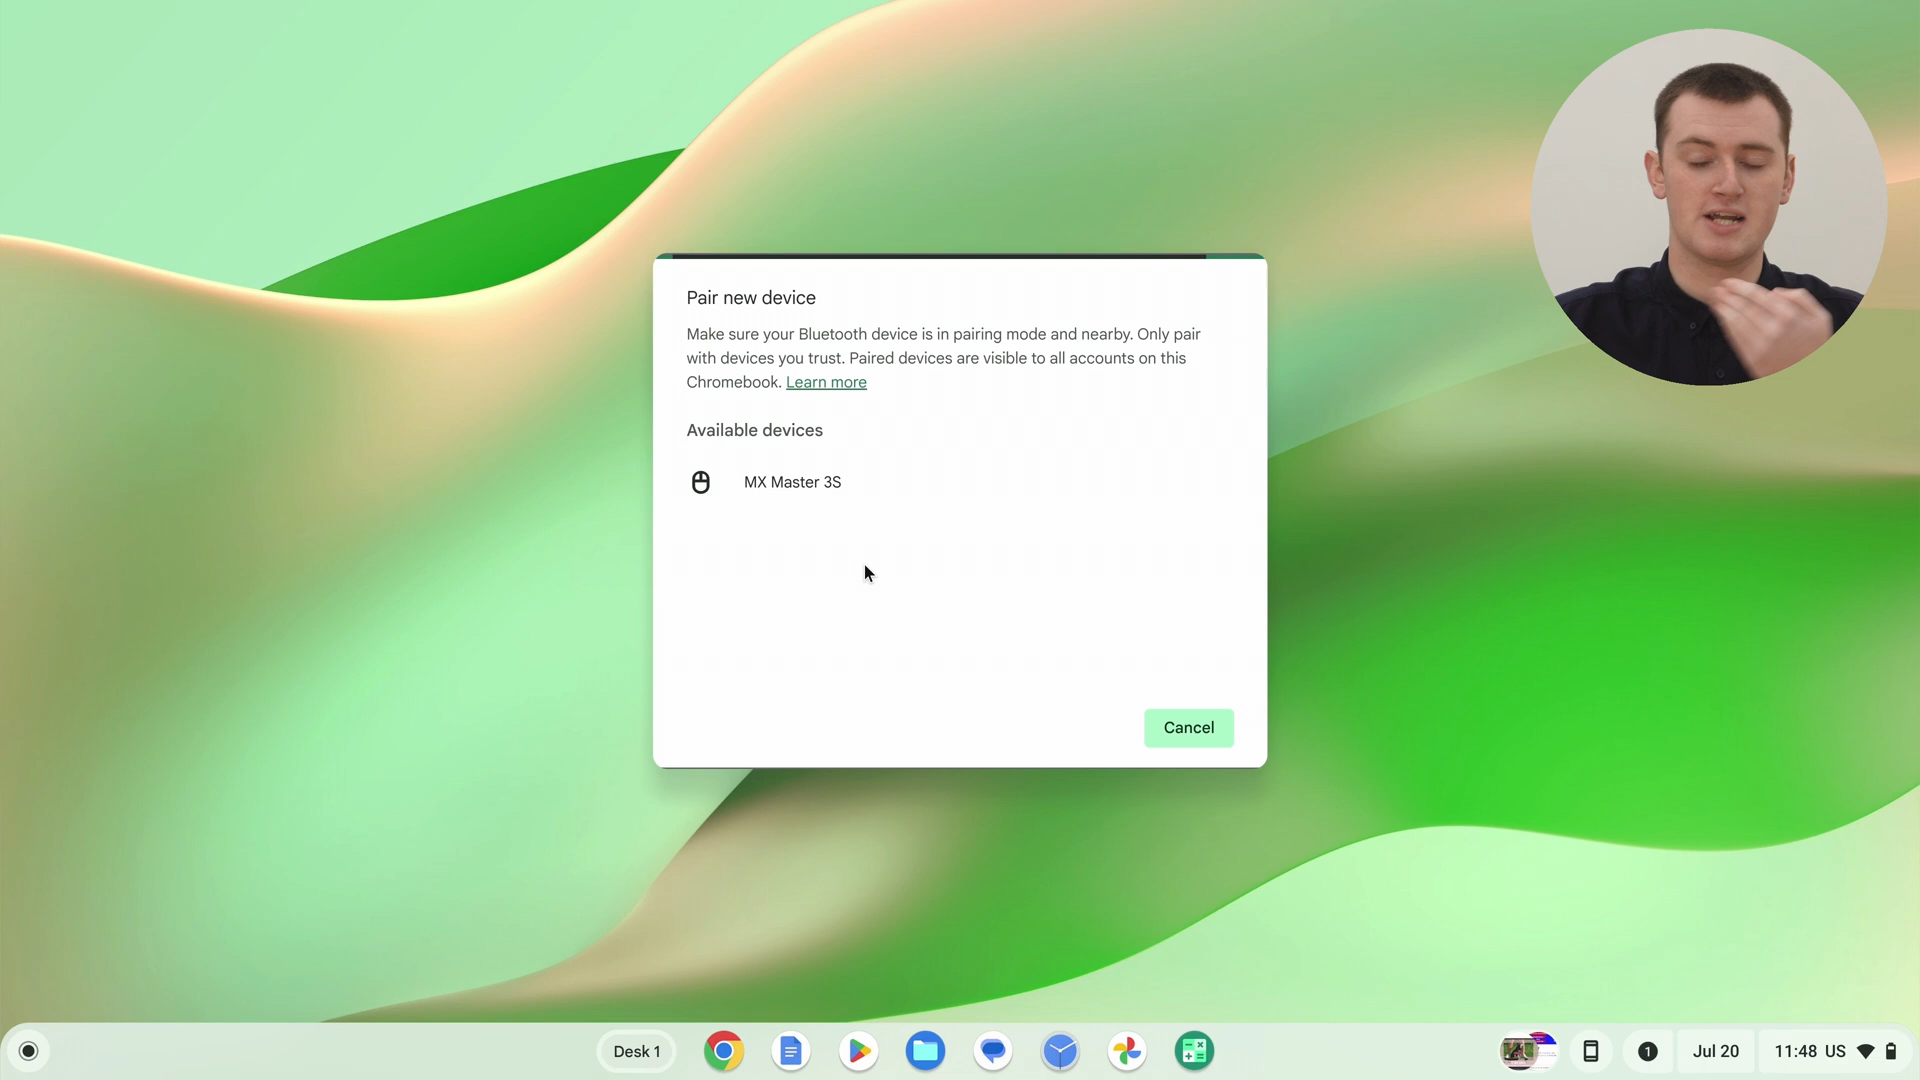 Pair new device
Make sure your Bluetooth device is in pairing mode and nearby. Only pair
with devices you trust. Paired devices are visible to all accounts on this
Chromebook. Learn more
Available devices
MX Master 3S
Cancel
Desk 1
1
Jul 20
11:48 US